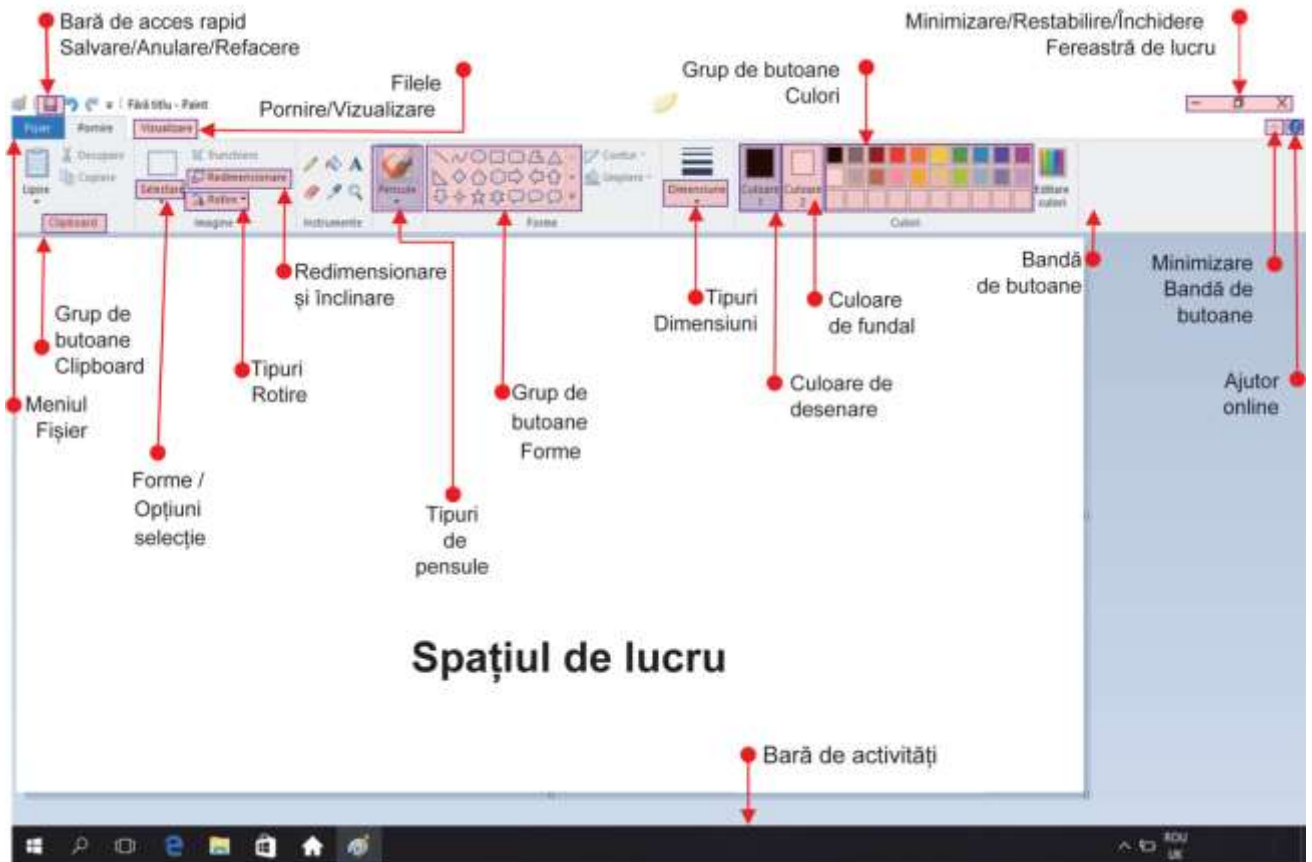 Bară de acces rapid
Salvare/Anulare/Refacere
Minimizare/Restabilire/Închidere
Fereastră de lucru
Filele
Pornire/Vizualizare
Grup de butoane
Culori
Fără titlu - Paint
Fișier
Pornire
Vizualizare
Lipire
Decupare
Copiere
Clipboard
Selectare
Trunchiere
Redimensionare
Rotire
Imagine
Instrumente
Pensule
Contur
Umplere
Forme
Dimensiune
Culoare
1
Culoare
2
Editare
culori
Culori
Redimensionare
și înclinare
Tipuri
Dimensiuni
Culoare
de fundal
Bandă
de butoane
Minimizare
Bandă de
butoane
Grup de
butoane
Clipboard
Tipuri
Rotire
Grup de
butoane
Forme
Culoare de
desenare
Ajutor
online
Meniul
Fișier
Forme /
Opțiuni
selecție
Tipuri
de
pensule
Spațiul de lucru
Bară de activități
ROU
UK